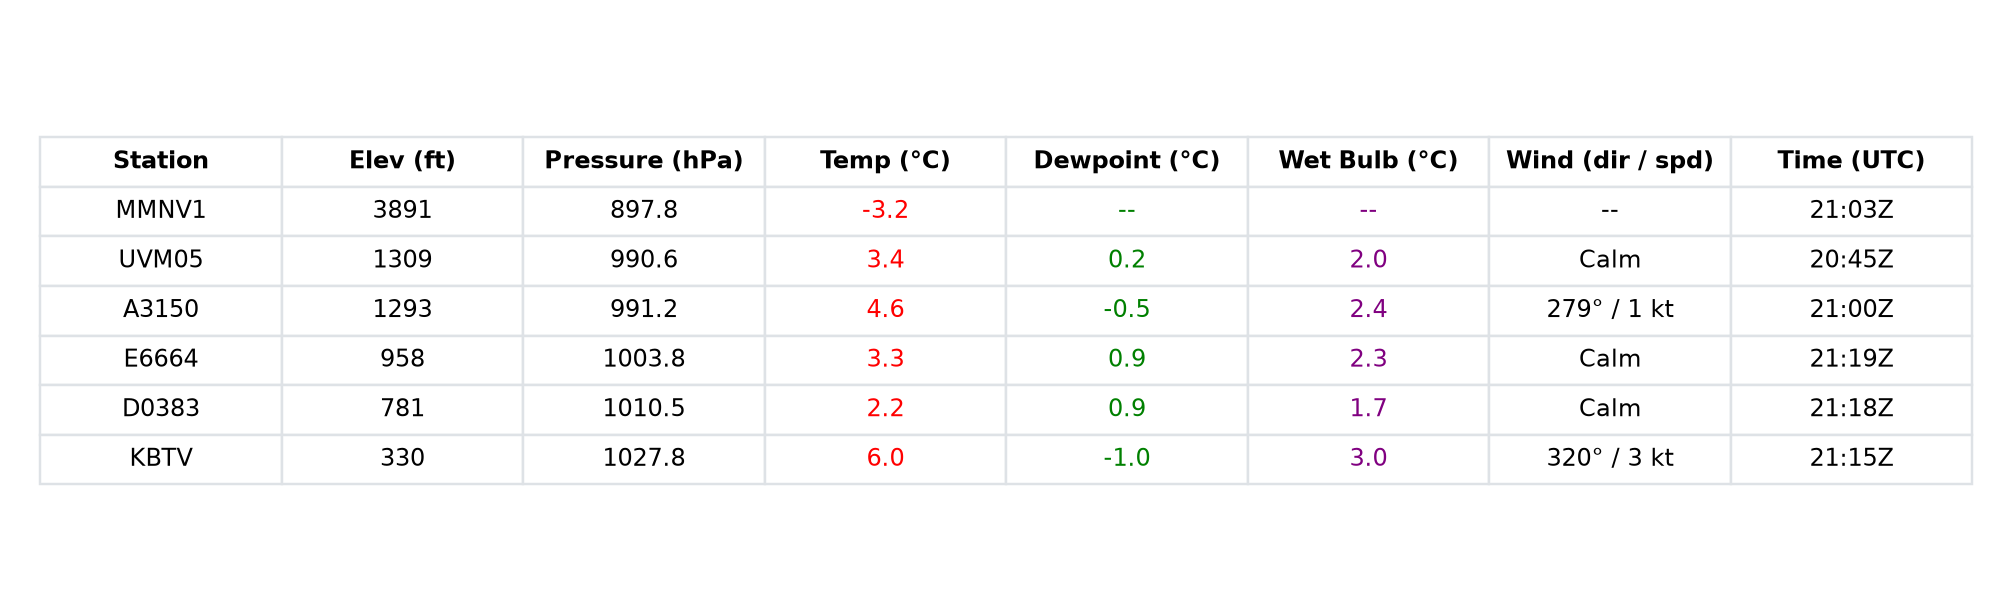 Station Elev (ft) Pressure (hPa) Temp (°C) Dewpoint (°C) Wet Bulb (°C) Wind (dir / spd) Time (UTC)
MMNV1 3891 897.8 -3.2 -- -- -- 21:03Z
UVM05 1309 990.6 3.4 0.2 2.0 Calm 20:45Z
A3150 1293 991.2 4.6 -0.5 2.4 279° / 1 kt 21:00Z
E6664 958 1003.8 3.3 0.9 2.3 Calm 21:19Z
D0383 781 1010.5 2.2 0.9 1.7 Calm 21:18Z
KBTV 330 1027.8 6.0 -1.0 3.0 320° / 3 kt 21:15Z